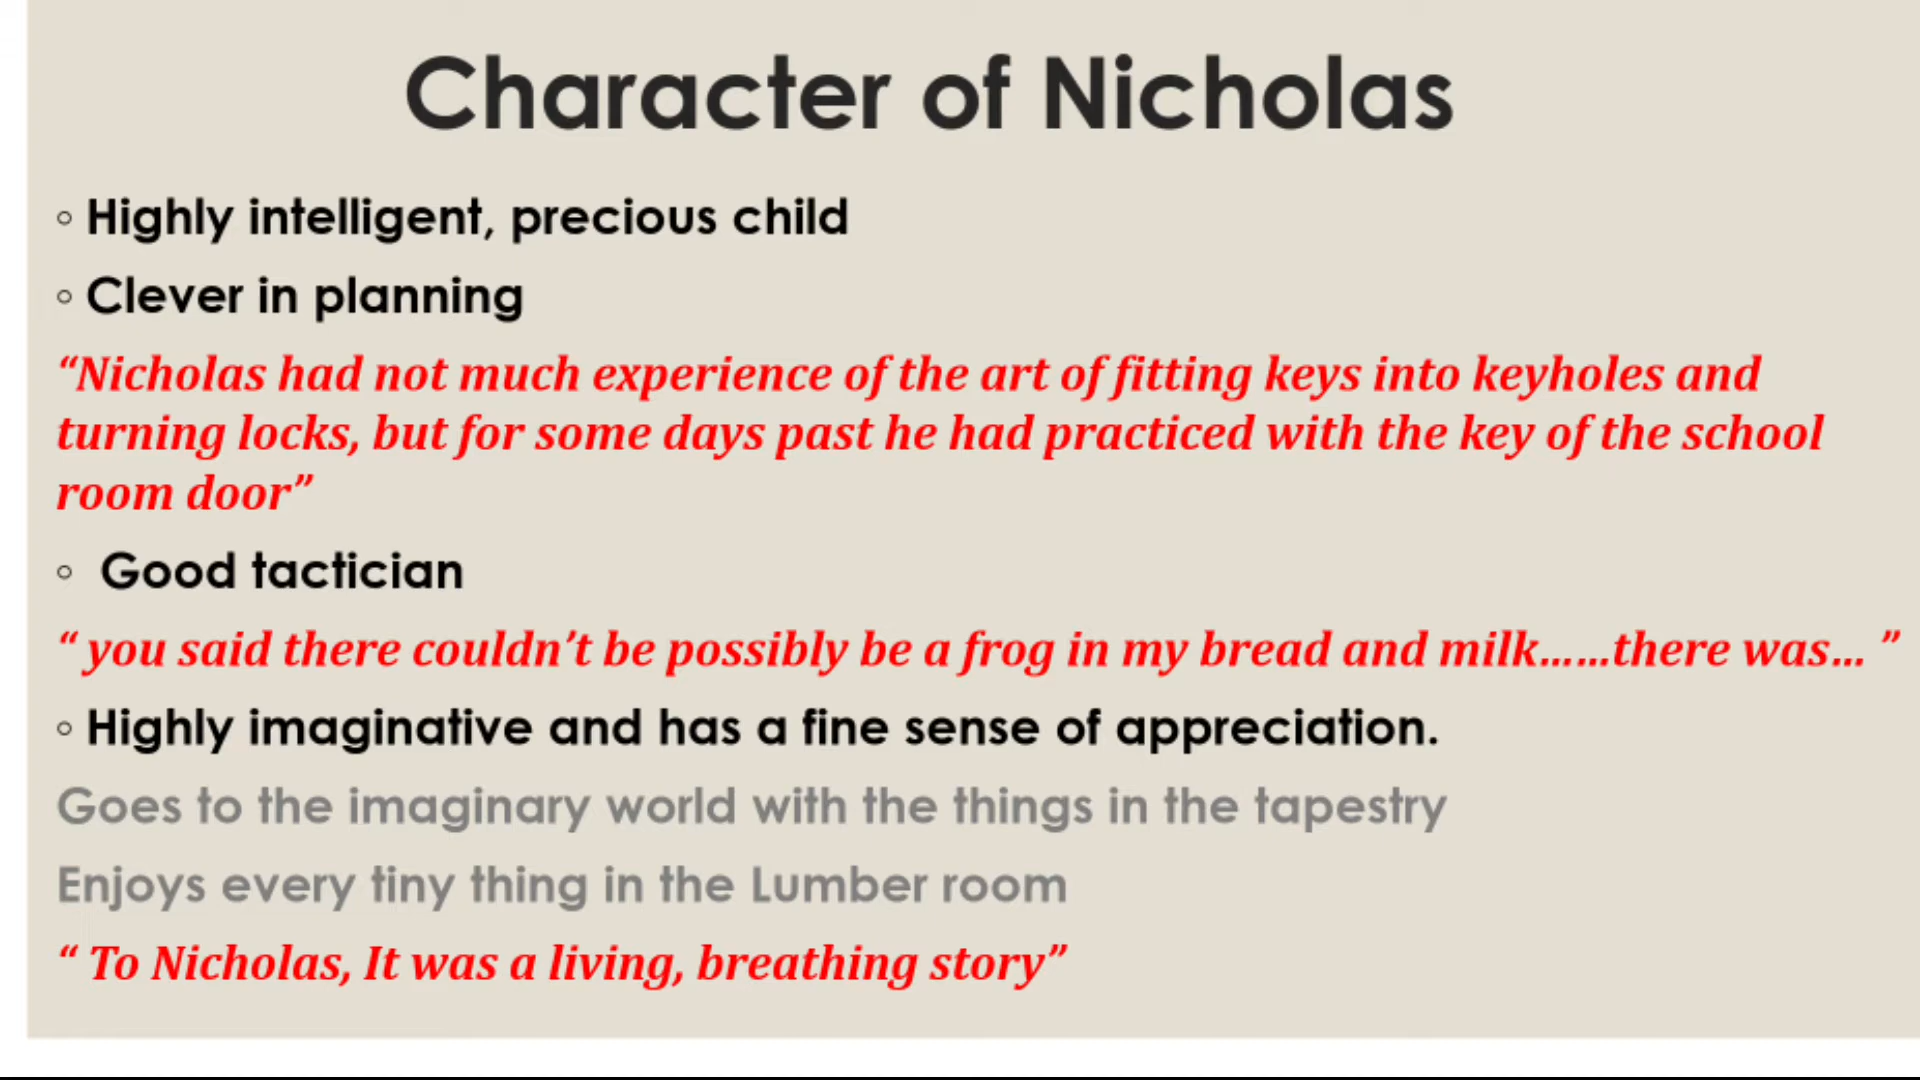 Character of Nicholas
◦ Highly intelligent, precious child
◦ Clever in planning
“Nicholas had not much experience of the art of fitting keys into keyholes and
turning locks, but for some days past he had practiced with the key of the school
room door”
◦ Good tactician
“ you said there couldn’t be possibly be a frog in my bread and milk……there was… ”
◦ Highly imaginative and has a fine sense of appreciation.
Goes to the imaginary world with the things in the tapestry
Enjoys every tiny thing in the Lumber room
“ To Nicholas, It was a living, breathing story”